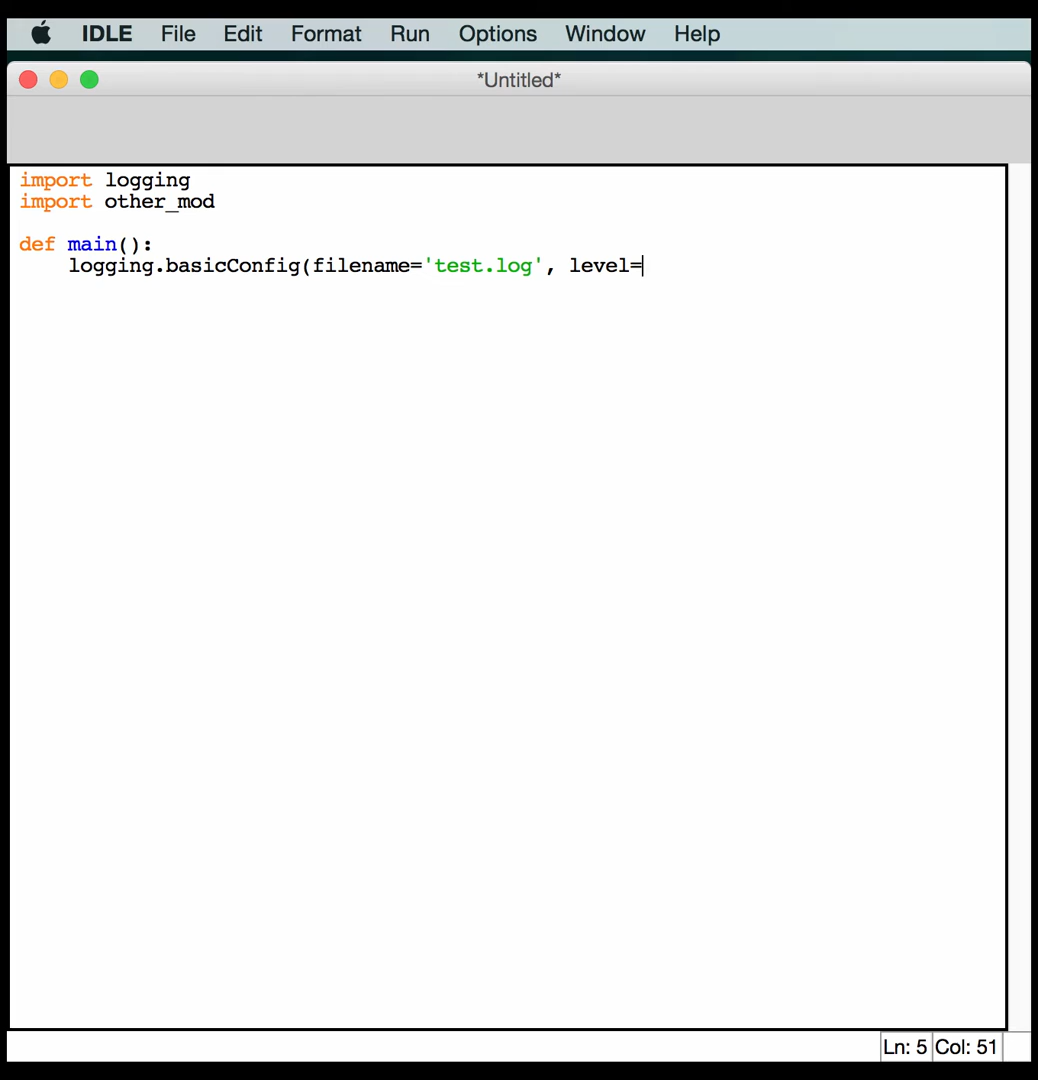 IDLE File Edit Format Run Options Window Help
*Untitled*
import logging
import other_mod
def main():
logging.basicConfig(filename='test.log', level=
Ln: 5 Col: 51